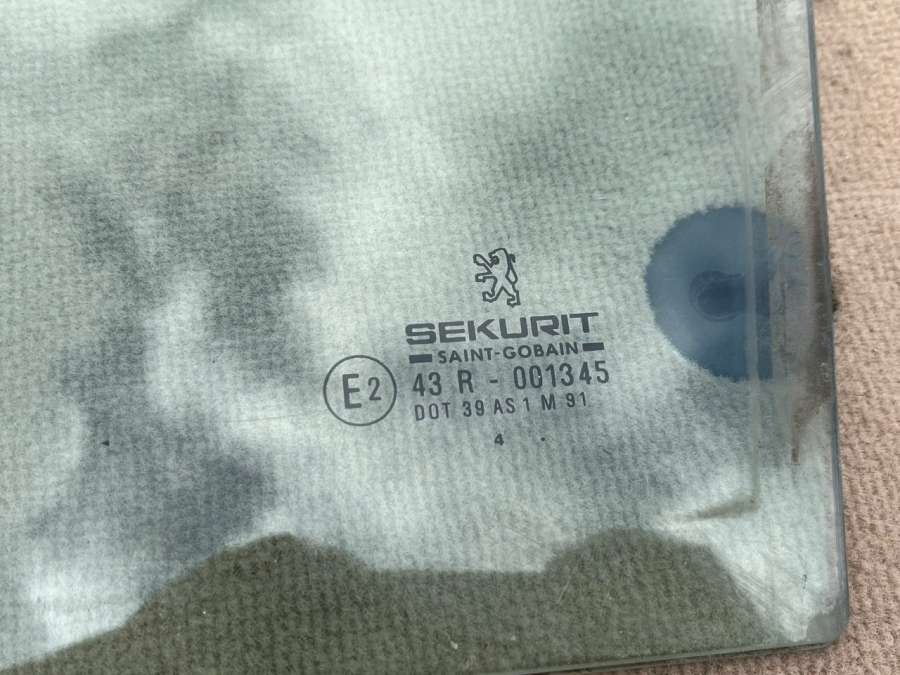 SEKURIT
SAINT-GOBAIN
E2 43 R - 001345
DOT 39 AS 1 M 91
4 .